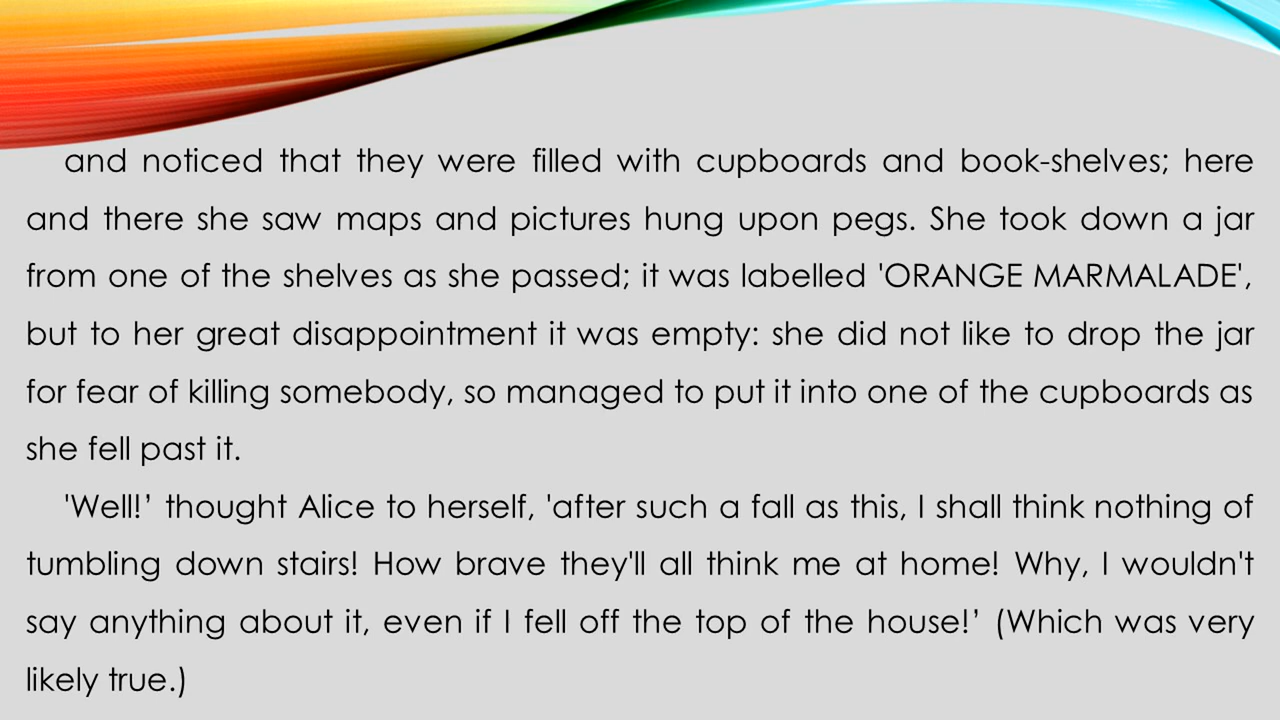 and noticed that they were filled with cupboards and book-shelves; here
and there she saw maps and pictures hung upon pegs. She took down a jar
from one of the shelves as she passed; it was labelled 'ORANGE MARMALADE',
but to her great disappointment it was empty: she did not like to drop the jar
for fear of killing somebody, so managed to put it into one of the cupboards as
she fell past it.
'Well!’ thought Alice to herself, 'after such a fall as this, I shall think nothing of
tumbling down stairs! How brave they'll all think me at home! Why, I wouldn't
say anything about it, even if I fell off the top of the house!’ (Which was very
likely true.)